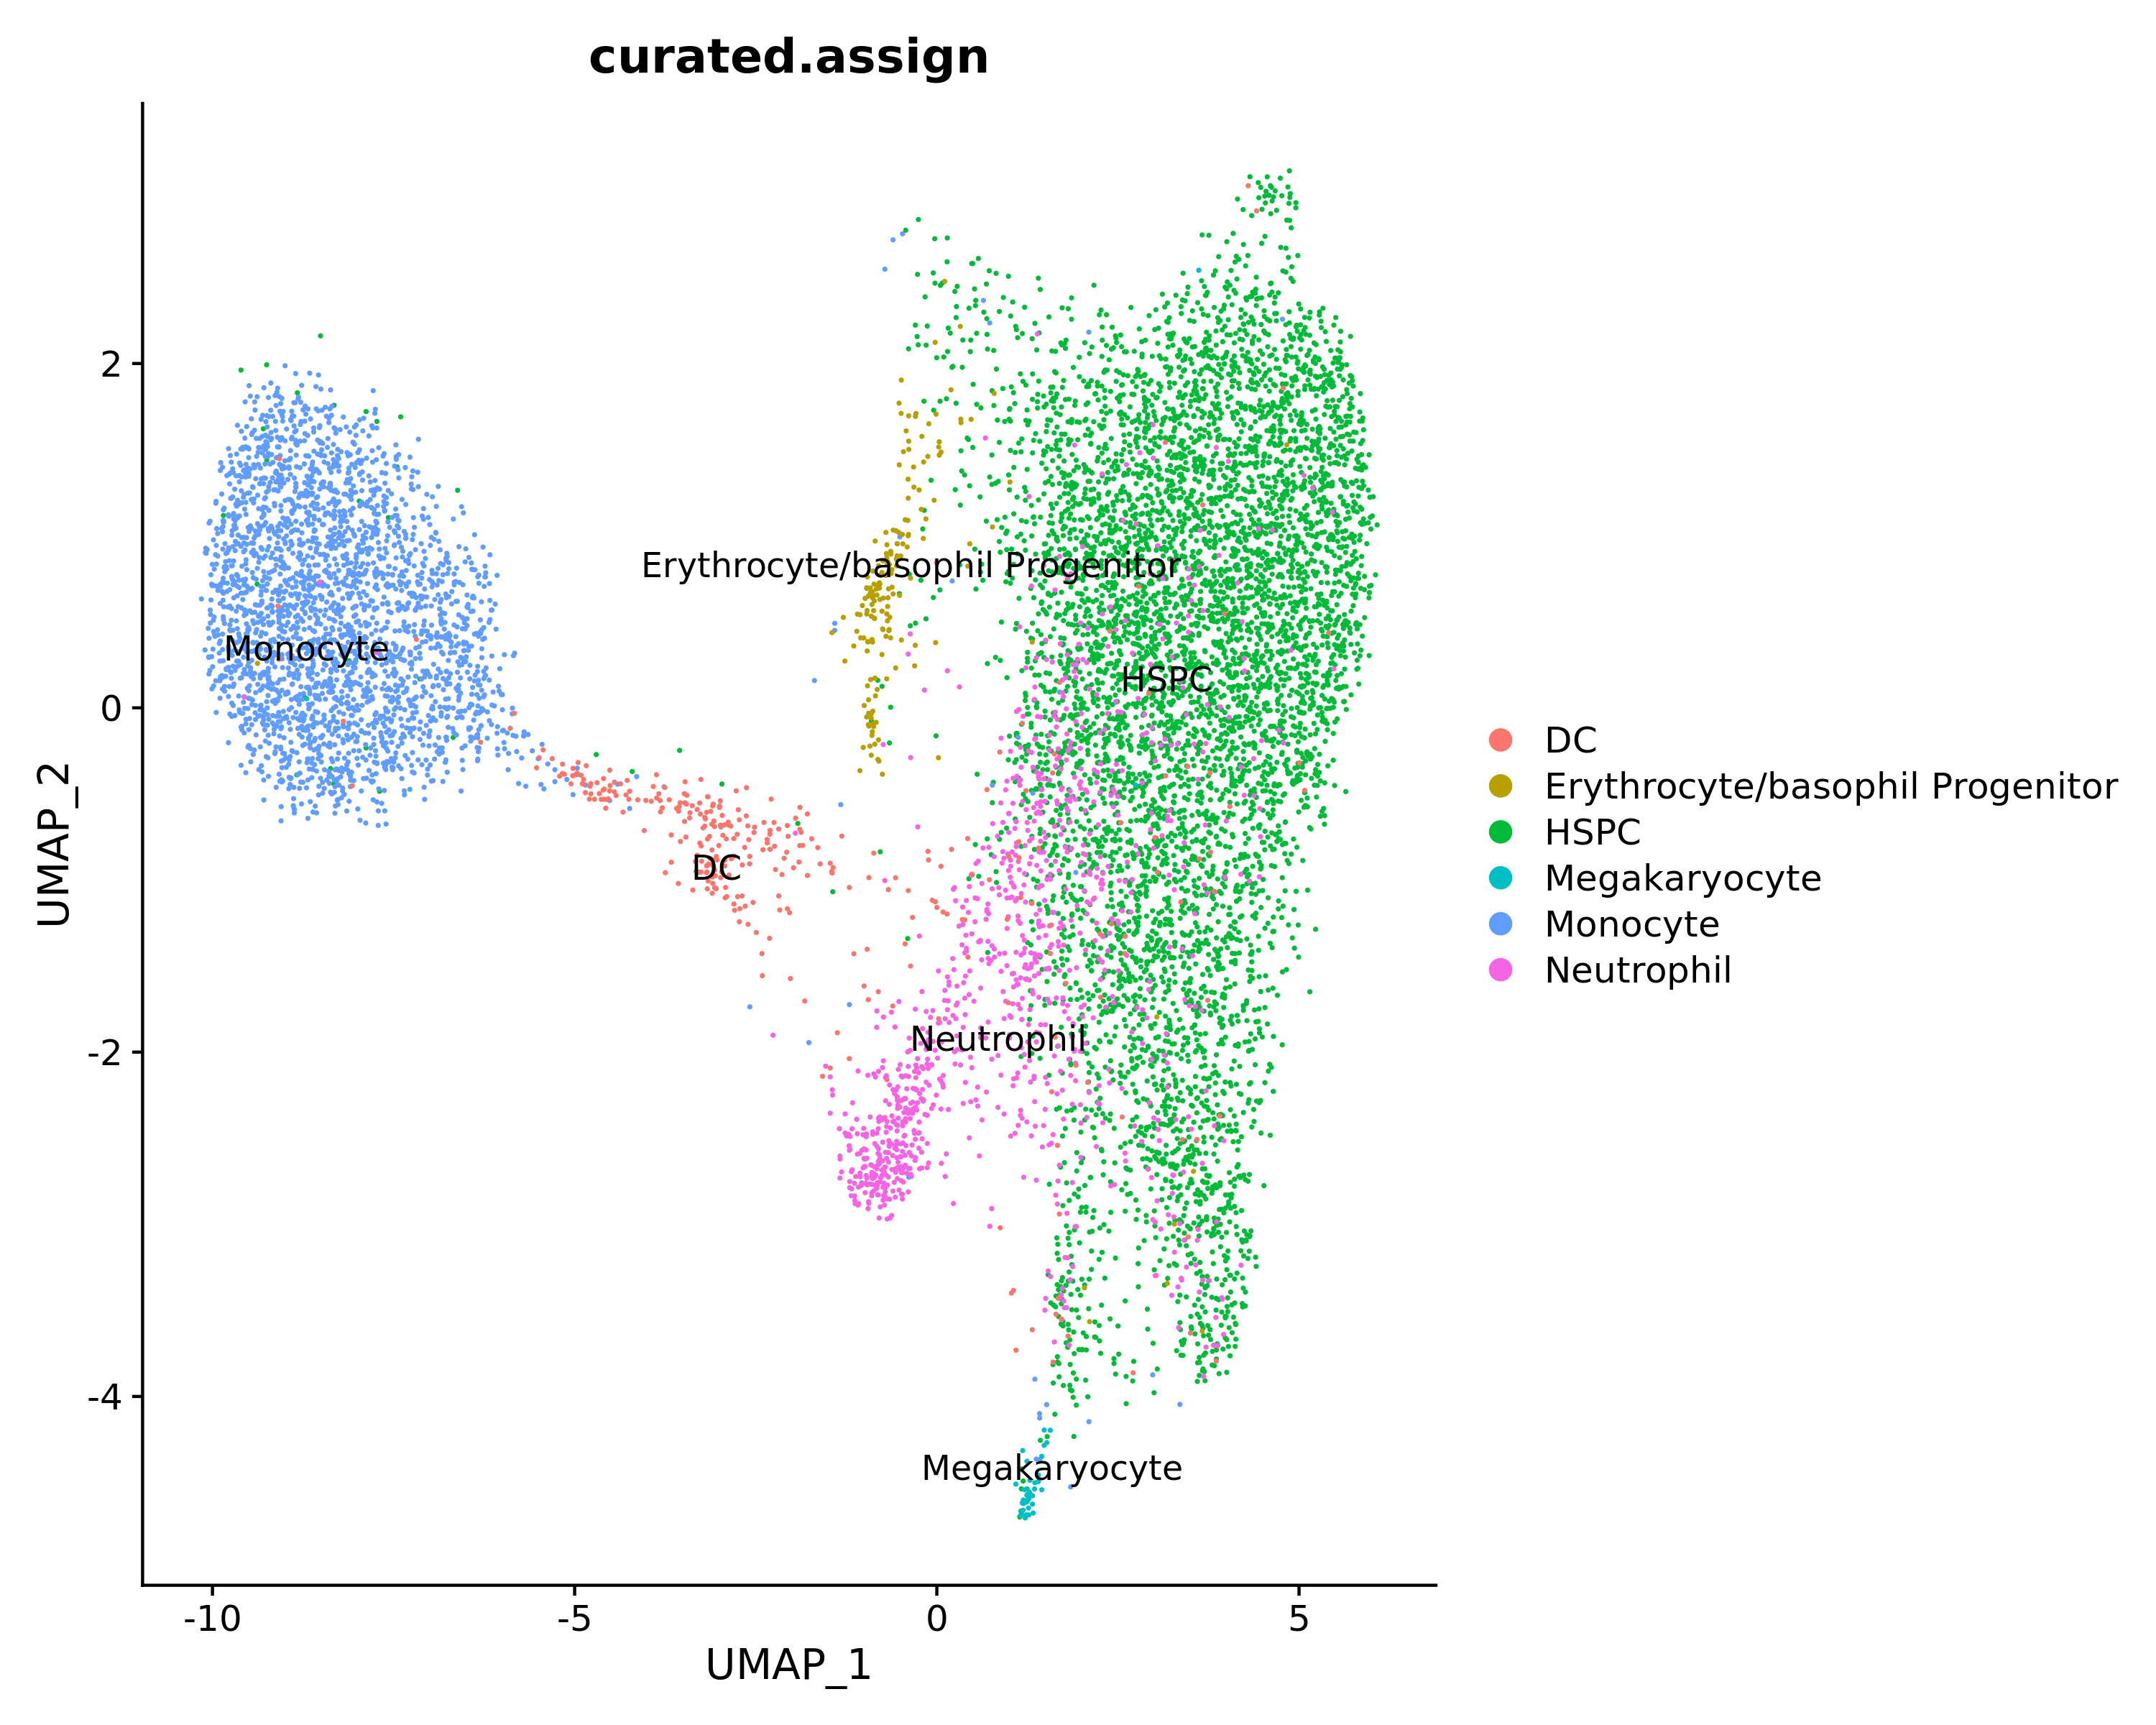 curated.assign
2
0
-2
-4
UMAP_2
Erythrocyte/basophil Progenitor
Monocyte
HSPC
DC
Neutrophil
Megakaryocyte
-10
-5
0
5
UMAP_1
DC
Erythrocyte/basophil Progenitor
HSPC
Megakaryocyte
Monocyte
Neutrophil